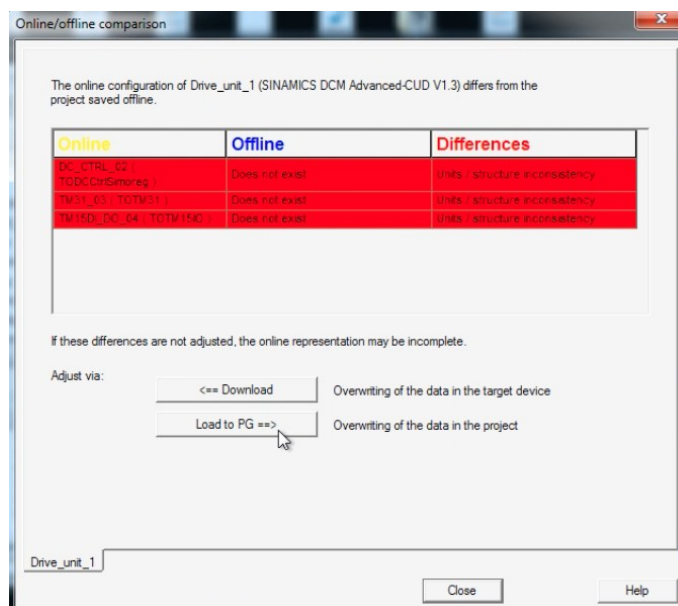 Online/offline comparison
x
The online configuration of Drive_unit_1 (SINAMICS DCM Advanced-CUD V1.3) differs from the
project saved offline.
Online Offline Differences
DC_CTRL_02 ( Does not exist Units / structure inconsistency
TODCCtrlSimoreg )
TM31_03 ( TOTM31 ) Does not exist Units / structure inconsistency
TM15DI_DO_04 ( TOTM15IO ) Does not exist Units / structure inconsistency
If these differences are not adjusted, the online representation may be incomplete.
Adjust via:
<== Download Overwriting of the data in the target device
Load to PG ==> Overwriting of the data in the project
Drive_unit_1
Close Help